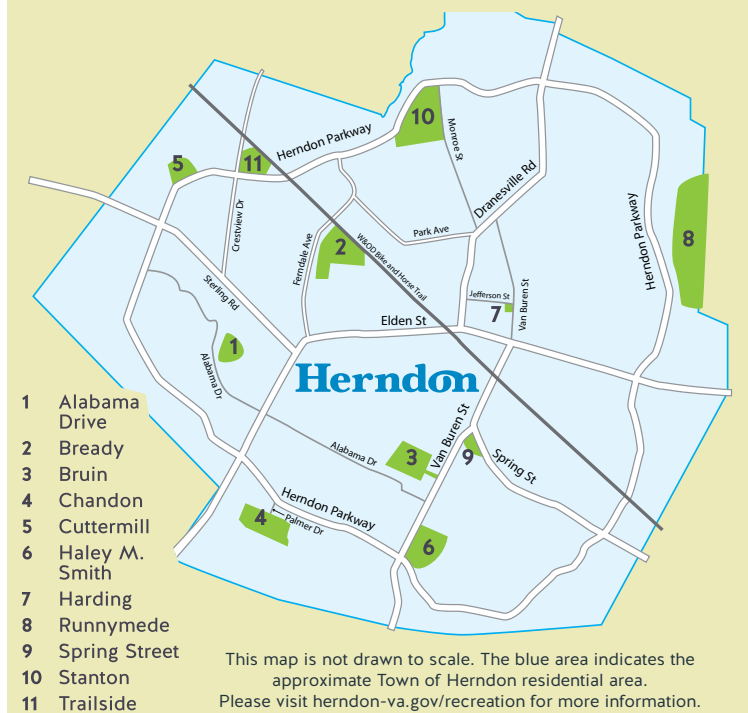 10
Monroe St
Herndon Parkway
5
11
Dranesville Rd
Crestview Dr
Herndon Parkway
8
Park Ave
Ferndale Ave
2
W&OD Bike and Horse Trail
Sterling Rd
Jefferson St
7
Van Buren St
Elden St
1
Alabama Dr
Herndon
Van Buren St
Alabama Dr
3
9
Spring St
Herndon Parkway
4
Palmer Dr
6
1 Alabama
Drive
2 Bready
3 Bruin
4 Chandon
5 Cuttermill
6 Haley M.
Smith
7 Harding
8 Runnymede
9 Spring Street
10 Stanton
11 Trailside
This map is not drawn to scale. The blue area indicates the
approximate Town of Herndon residential area.
Please visit herndon-va.gov/recreation for more information.